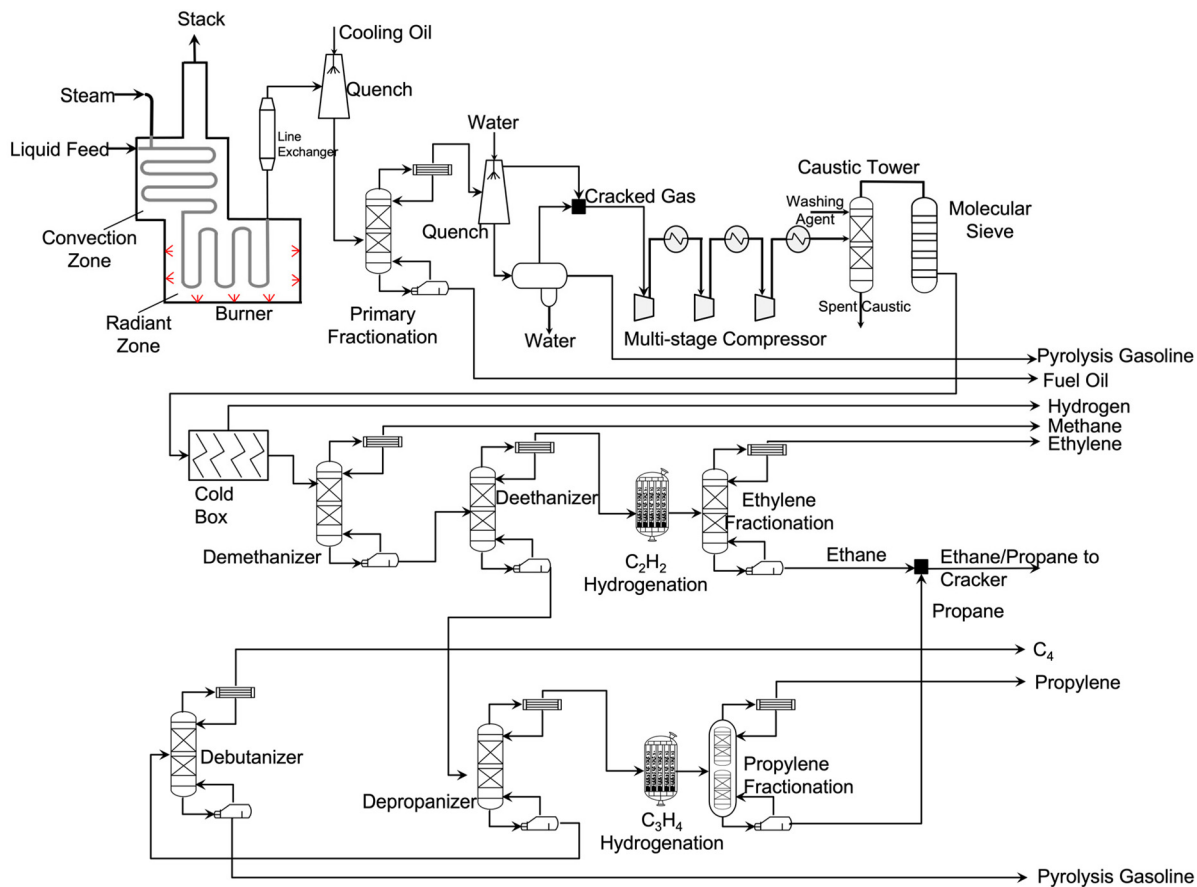 Stack
Cooling Oil
Quench
Steam
Liquid Feed
Line
Exchanger
Water
Cracked Gas
Caustic Tower
Washing
Agent
Molecular
Sieve
Convection
Zone
Quench
Radiant
Zone
Burner
Primary
Fractionation
Water
Multi-stage Compressor
Spent Caustic
Pyrolysis Gasoline
Fuel Oil
Hydrogen
Methane
Ethylene
Cold
Box
Demethanizer
Deethanizer
C₂H₂
Hydrogenation
Ethylene
Fractionation
Ethane
Ethane/Propane to
Cracker
Propane
C₄
Propylene
Debutanizer
Depropanizer
C₃H₄
Hydrogenation
Propylene
Fractionation
Pyrolysis Gasoline